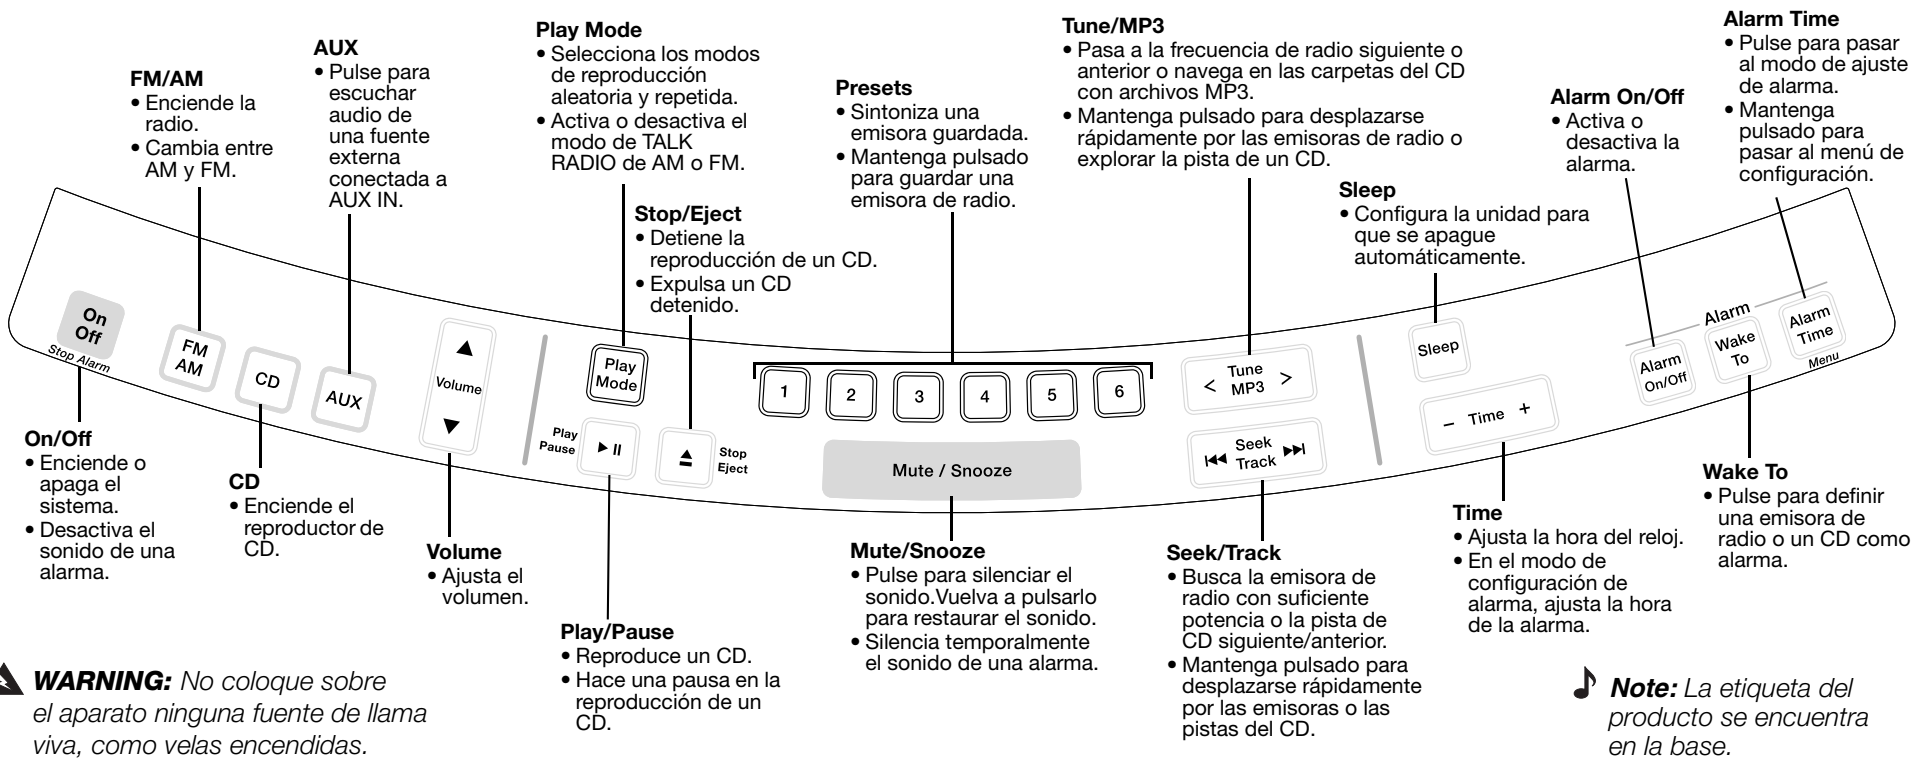 Play Mode
• Selecciona los modos
de reproducción
aleatoria y repetida.
• Activa o desactiva el
modo de TALK
RADIO de AM o FM.
Tune/MP3
• Pasa a la frecuencia de radio siguiente o
anterior o navega en las carpetas del CD
con archivos MP3.
• Mantenga pulsado para desplazarse
rápidamente por las emisoras de radio o
explorar la pista de un CD.
Alarm Time
• Pulse para pasar
al modo de ajuste
de alarma.
• Mantenga
pulsado para
pasar al menú de
configuración.
AUX
• Pulse para
escuchar
audio de
una fuente
externa
conectada a
AUX IN.
FM/AM
• Enciende la
radio.
• Cambia entre
AM y FM.
Presets
• Sintoniza una
emisora guardada.
• Mantenga pulsado
para guardar una
emisora de radio.
Alarm On/Off
• Activa o
desactiva la
alarma.
Sleep
• Configura la unidad para
que se apague
automáticamente.
Stop/Eject
• Detiene la
reproducción de un CD.
• Expulsa un CD
detenido.
On
Off
Stop Alarm
FM
AM
CD
AUX
▲
Volume
▼
Play
Mode
Play
Pause
Stop
Eject
1
2
3
4
5
6
Mute / Snooze
< Tune >
MP3
Seek
Track
Sleep
− Time +
Alarm
Alarm
On/Off
Wake
To
Alarm
Time
Menu
On/Off
• Enciende o
apaga el
sistema.
• Desactiva el
sonido de una
alarma.
CD
• Enciende el
reproductor de
CD.
Volume
• Ajusta el
volumen.
Play/Pause
• Reproduce un CD.
• Hace una pausa en la
reproducción de un
CD.
Mute/Snooze
• Pulse para silenciar el
sonido.Vuelva a pulsarlo
para restaurar el sonido.
• Silencia temporalmente
el sonido de una alarma.
Seek/Track
• Busca la emisora de
radio con suficiente
potencia o la pista de
CD siguiente/anterior.
• Mantenga pulsado para
desplazarse rápidamente
por las emisoras o las
pistas del CD.
Time
• Ajusta la hora del reloj.
• En el modo de
configuración de
alarma, ajusta la hora
de la alarma.
Wake To
• Pulse para definir
una emisora de
radio o un CD como
alarma.
WARNING: No coloque sobre
el aparato ninguna fuente de llama
viva, como velas encendidas.
Note: La etiqueta del
producto se encuentra
en la base.